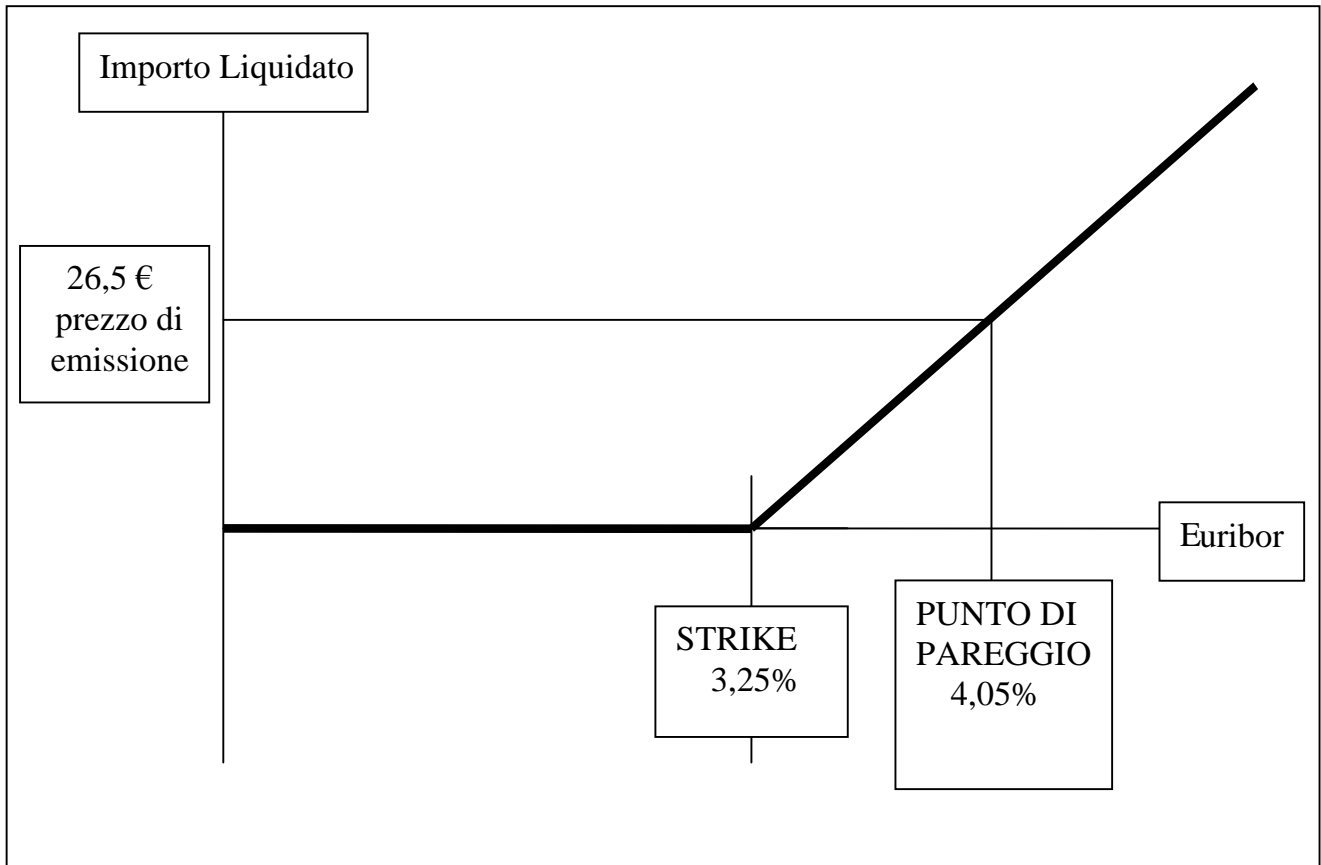 Importo Liquidato
26,5 €
prezzo di
emissione
Euribor
STRIKE
3,25%
PUNTO DI
PAREGGIO
4,05%